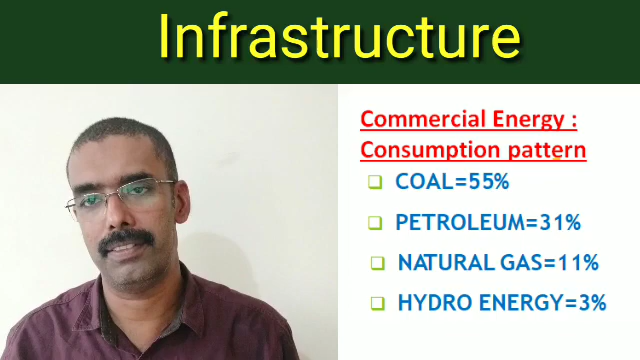 Infrastructure
Commercial Energy :
Consumption pattern
COAL=55%
PETROLEUM=31%
NATURAL GAS=11%
HYDRO ENERGY=3%